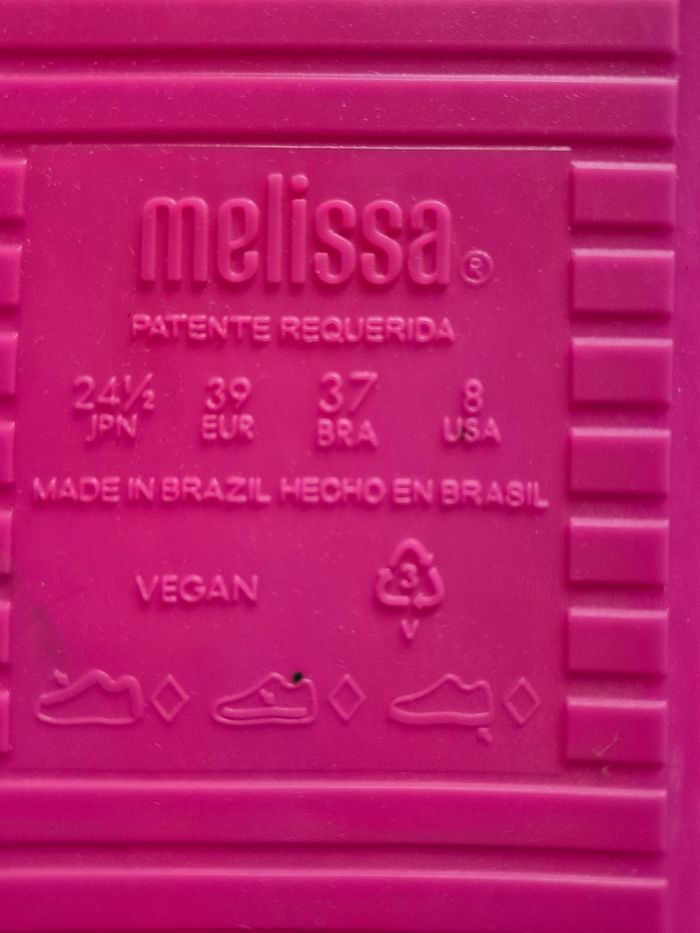 melissa®
PATENTE REQUERIDA
24½ 39 37 8
JPN EUR BRA USA
MADE IN BRAZIL HECHO EN BRASIL
VEGAN
3
V